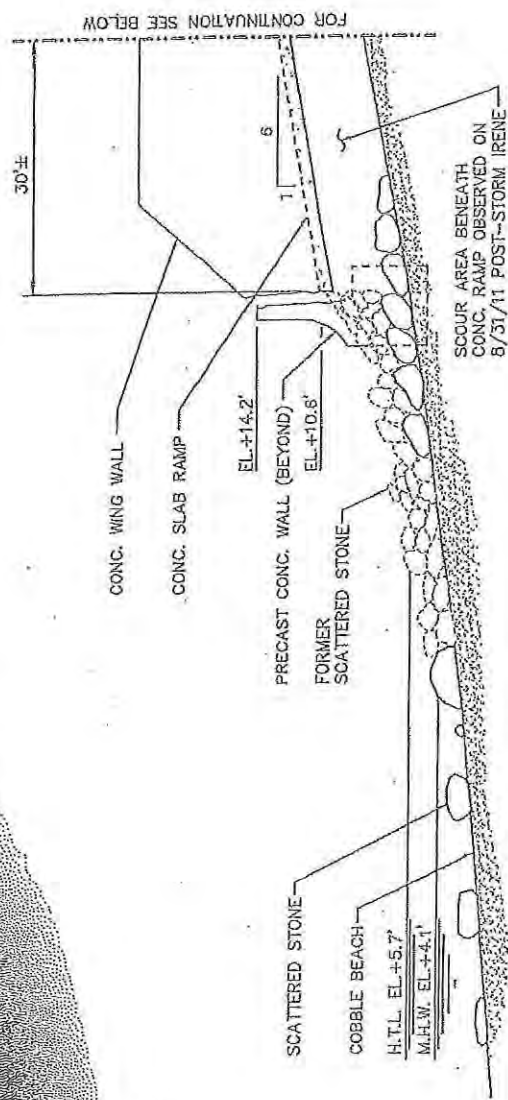 FOR CONTINUATION SEE BELOW
30'±
CONC. WING WALL
CONC. SLAB RAMP
6
1
EL.+14.2'
PRECAST CONC. WALL (BEYOND)
EL.+10.8'
FORMER
SCATTERED STONE
SCATTERED STONE
COBBLE BEACH
H.T.L. EL.+5.7'
M.H.W. EL.+4.1'
SCOUR AREA BENEATH
CONC. RAMP OBSERVED ON
8/31/11 POST-STORM IRENE